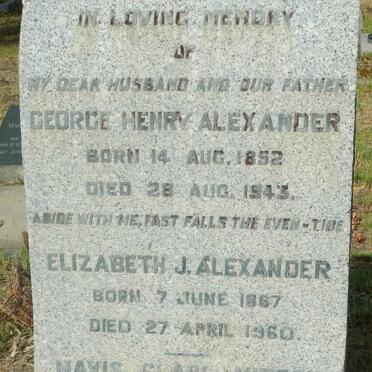 IN LOVING MEMORY
OF
MY DEAR HUSBAND AND OUR FATHER
GEORGE HENRY ALEXANDER
BORN 14 AUG. 1852
DIED 28 AUG. 1943.
ABIDE WITH ME, FAST FALLS THE EVEN-TIDE
ELIZABETH J. ALEXANDER
BORN 7 JUNE 1867
DIED 27 APRIL 1960.
MAVIS